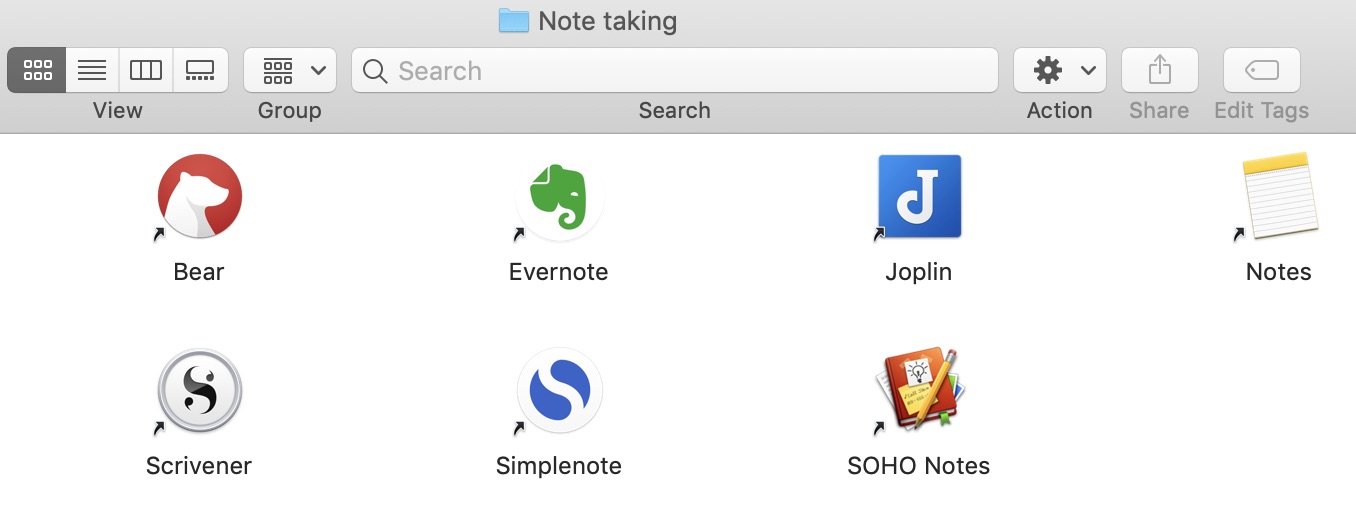 Note taking
Search
View Group Search Action Share Edit Tags
Bear Evernote Joplin Notes
Scrivener Simplenote SOHO Notes